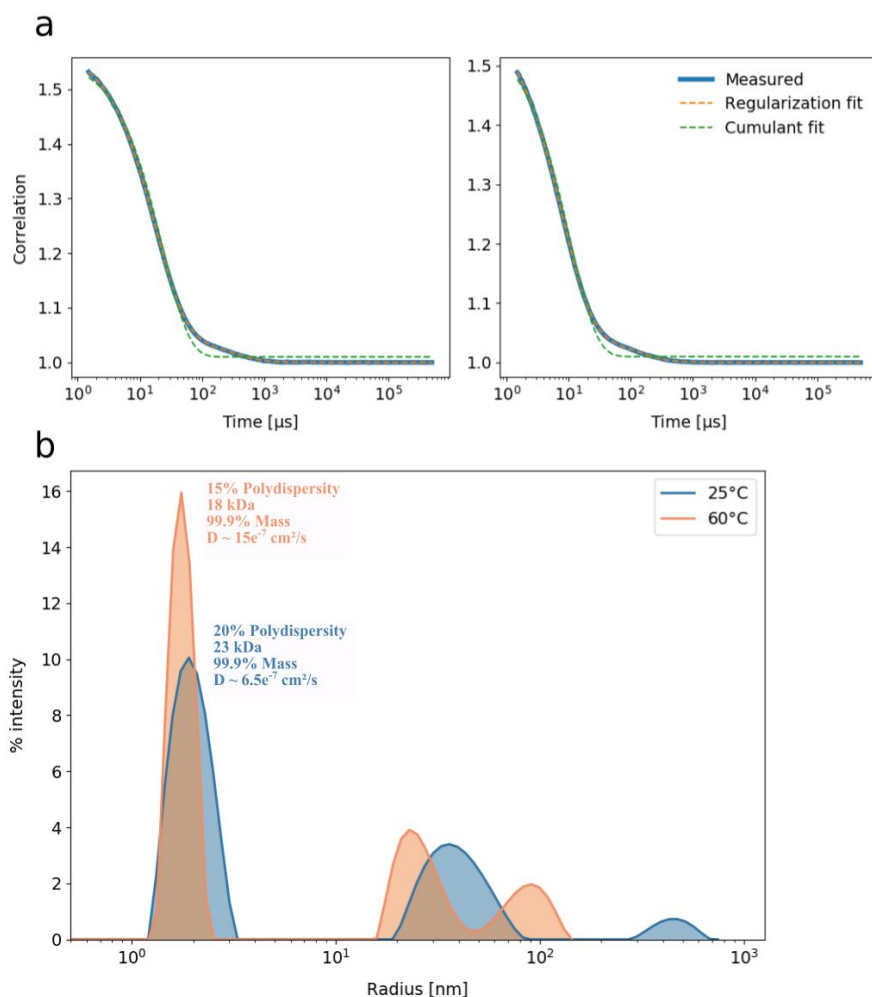 a
1.5
1.4
1.3
1.2
1.1
1.0
Correlation
10⁰ 10¹ 10² 10³ 10⁴ 10⁵
Time [µs]
1.5
1.4
1.3
1.2
1.1
1.0
Measured
Regularization fit
Cumulant fit
10⁰ 10¹ 10² 10³ 10⁴ 10⁵
Time [µs]
b
16
14
12
10
8
6
4
2
0
% intensity
15% Polydispersity
18 kDa
99.9% Mass
D ~ 15e⁻⁷ cm²/s
20% Polydispersity
23 kDa
99.9% Mass
D ~ 6.5e⁻⁷ cm²/s
25°C
60°C
10⁰ 10¹ 10² 10³
Radius [nm]